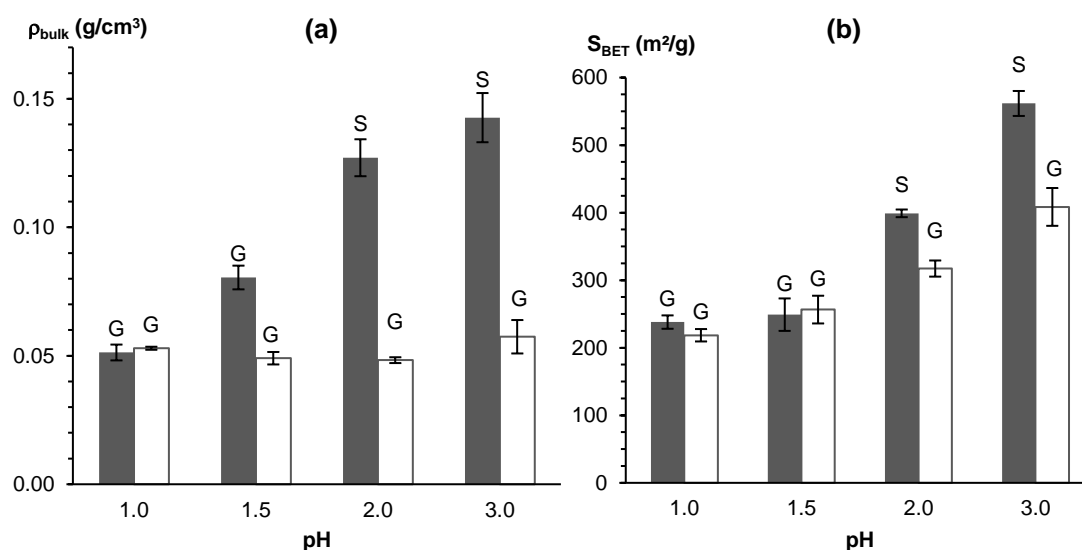 ρbulk (g/cm³) (a)
0.15
0.10
0.05
0.00
G G G G S G S G
1.0 1.5 2.0 3.0
pH
SBET (m²/g) (b)
600
500
400
300
200
100
0
G G G G S G S G
1.0 1.5 2.0 3.0
pH